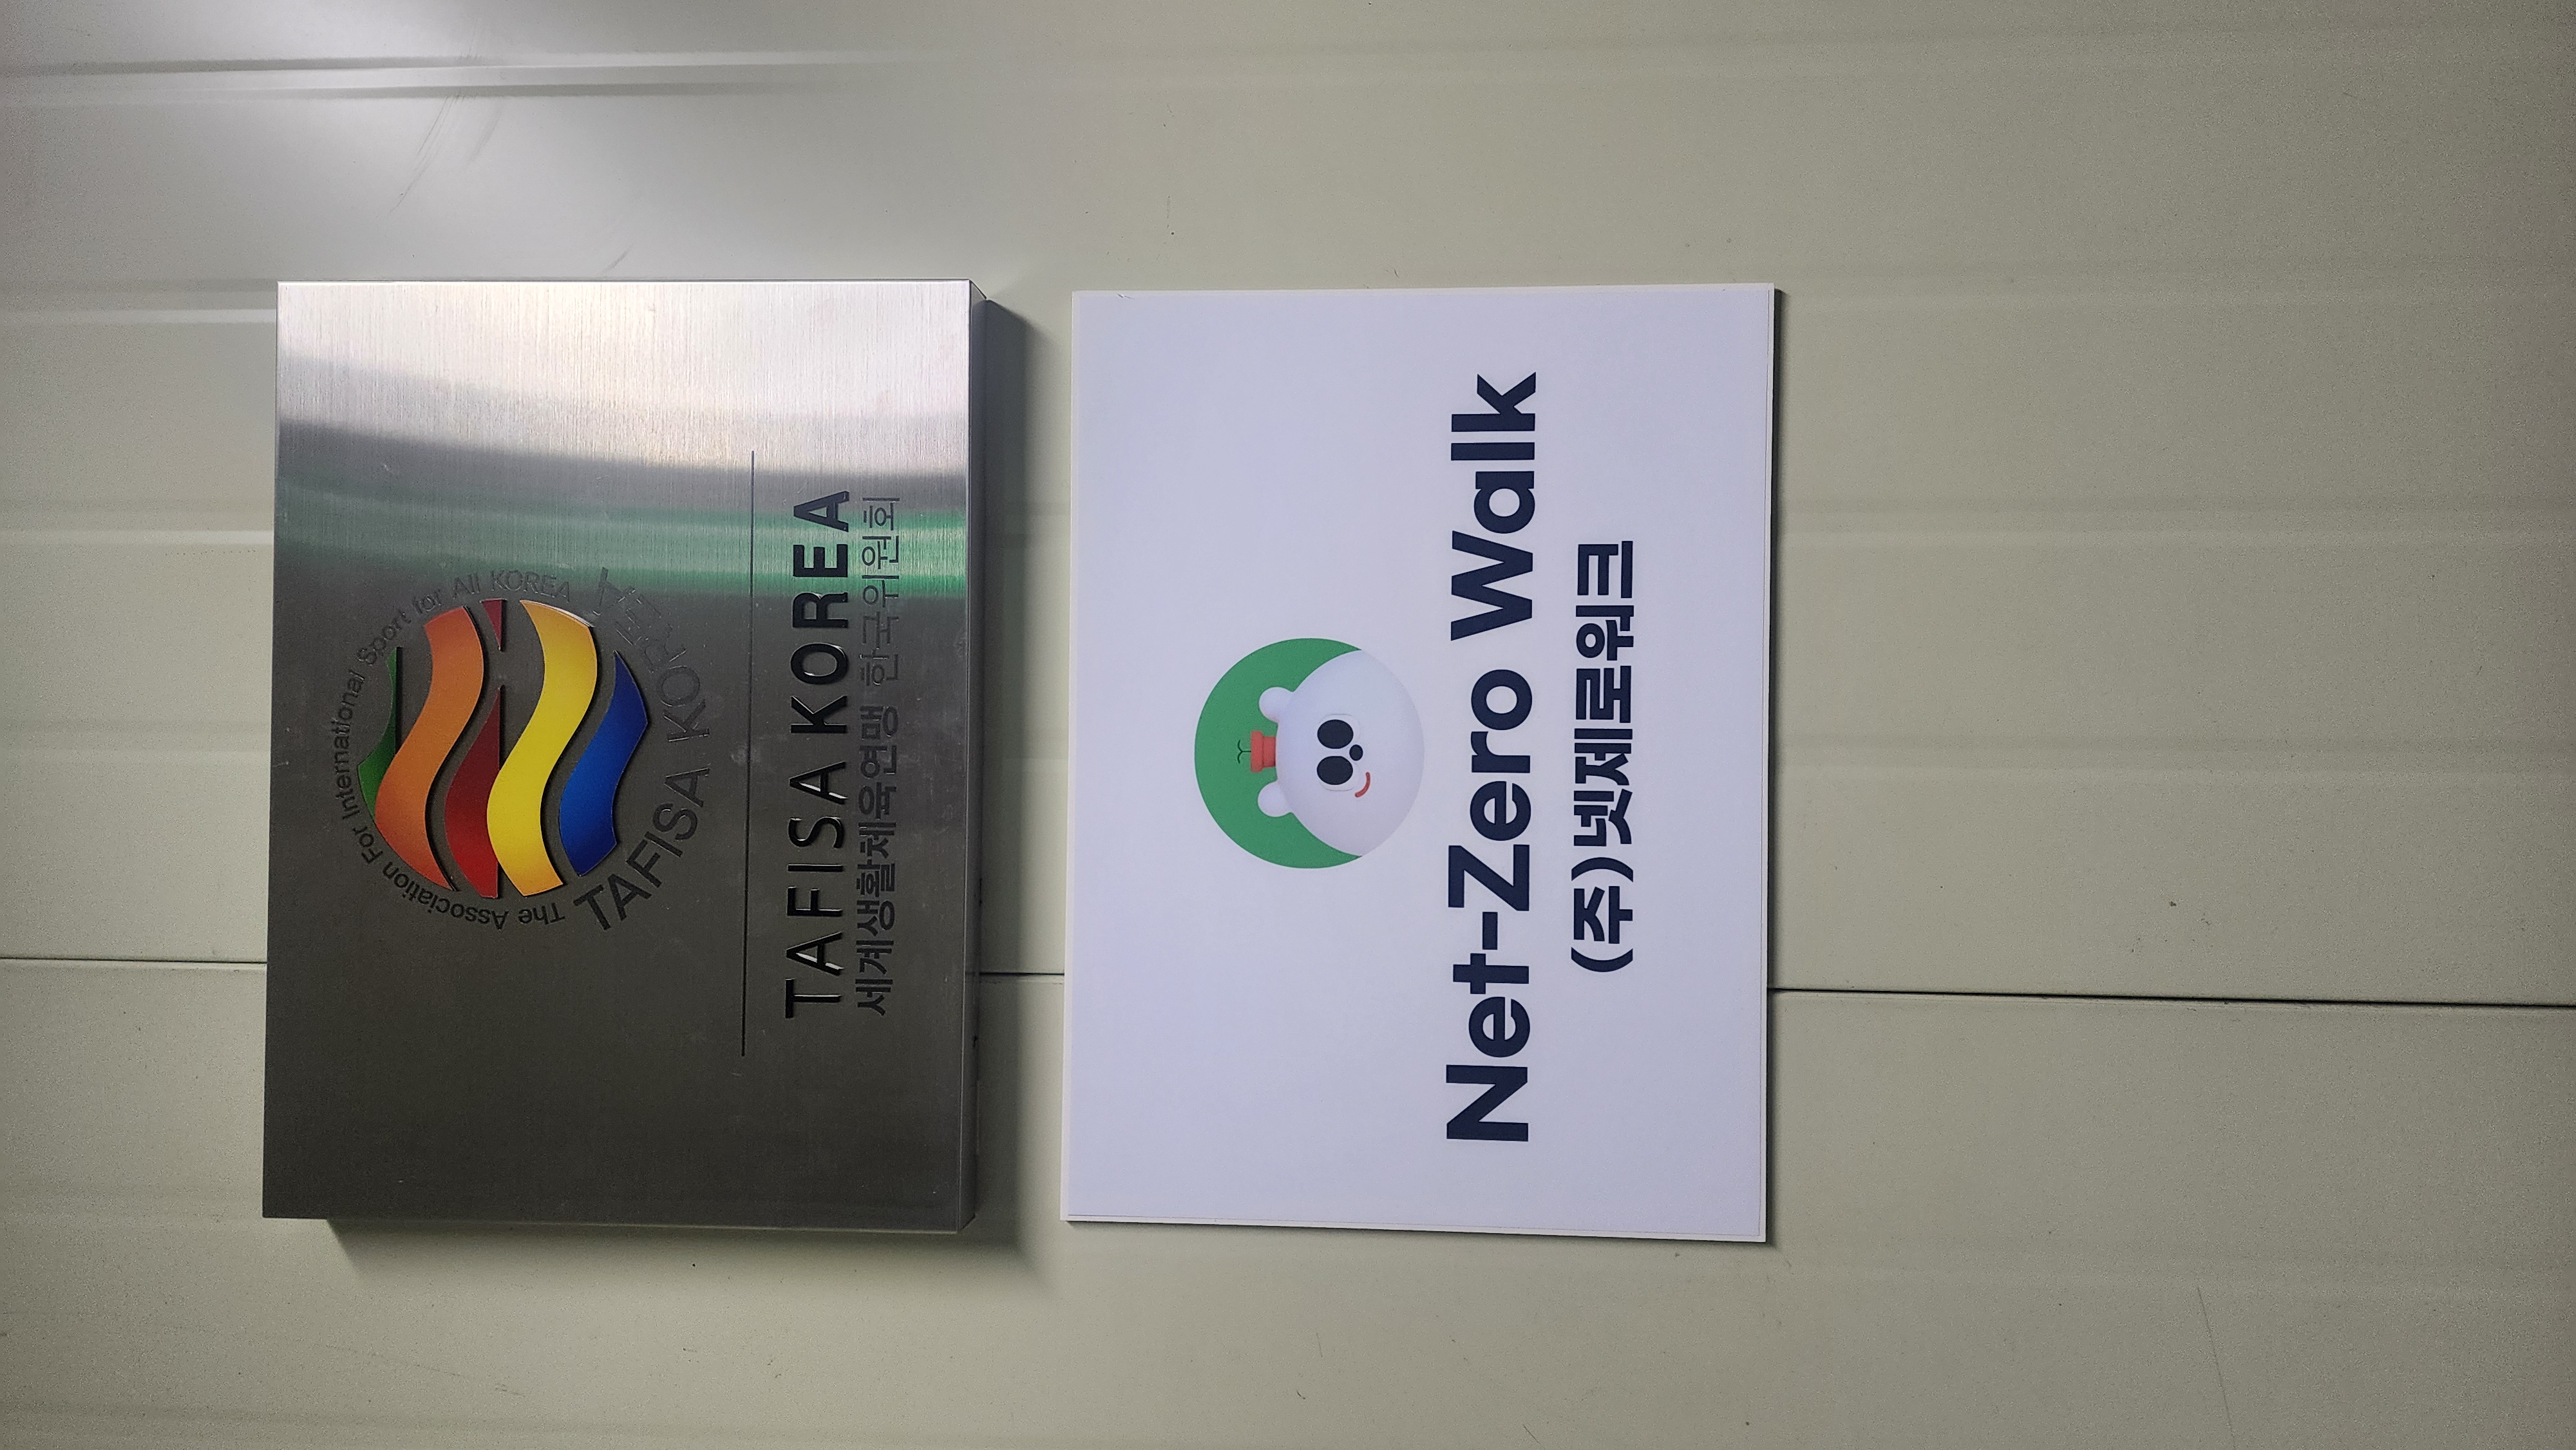 The Association For International Sport for All KOREA
TAFISA KOREA
TAFISA KOREA
세계생활체육연맹 한국위원회
Net-Zero Walk
(주)넷제로워크